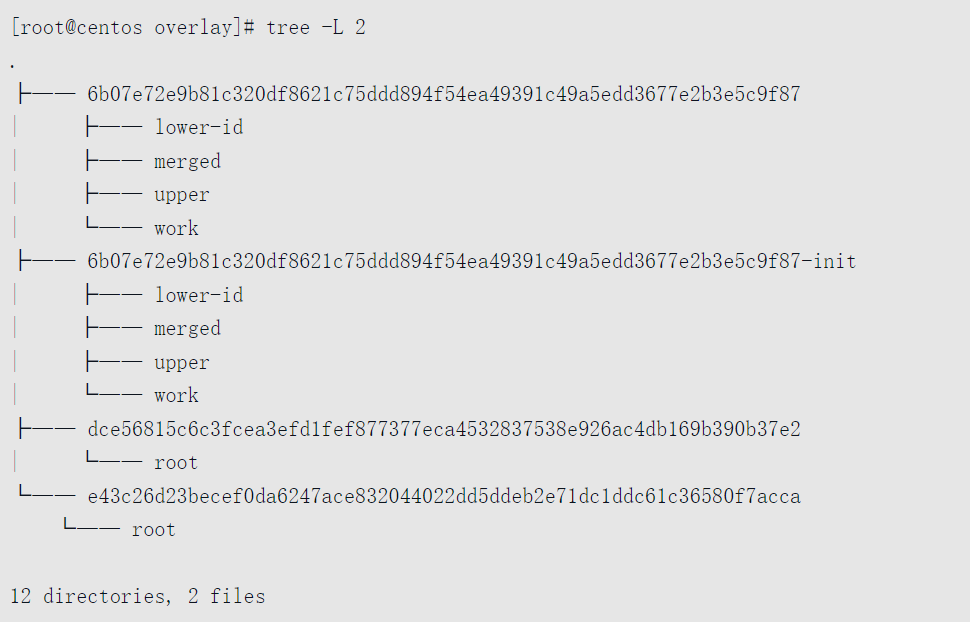 [root@centos overlay]# tree -L 2
.
├── 6b07e72e9b81c320df8621c75ddd894f54ea49391c49a5edd3677e2b3e5c9f87
│   ├── lower-id
│   ├── merged
│   ├── upper
│   └── work
├── 6b07e72e9b81c320df8621c75ddd894f54ea49391c49a5edd3677e2b3e5c9f87-init
│   ├── lower-id
│   ├── merged
│   ├── upper
│   └── work
├── dce56815c6c3fcea3efd1fef877377eca4532837538e926ac4db169b390b37e2
│   └── root
└── e43c26d23becef0da6247ace832044022dd5ddeb2e71dc1ddc61c36580f7acca
    └── root
12 directories, 2 files